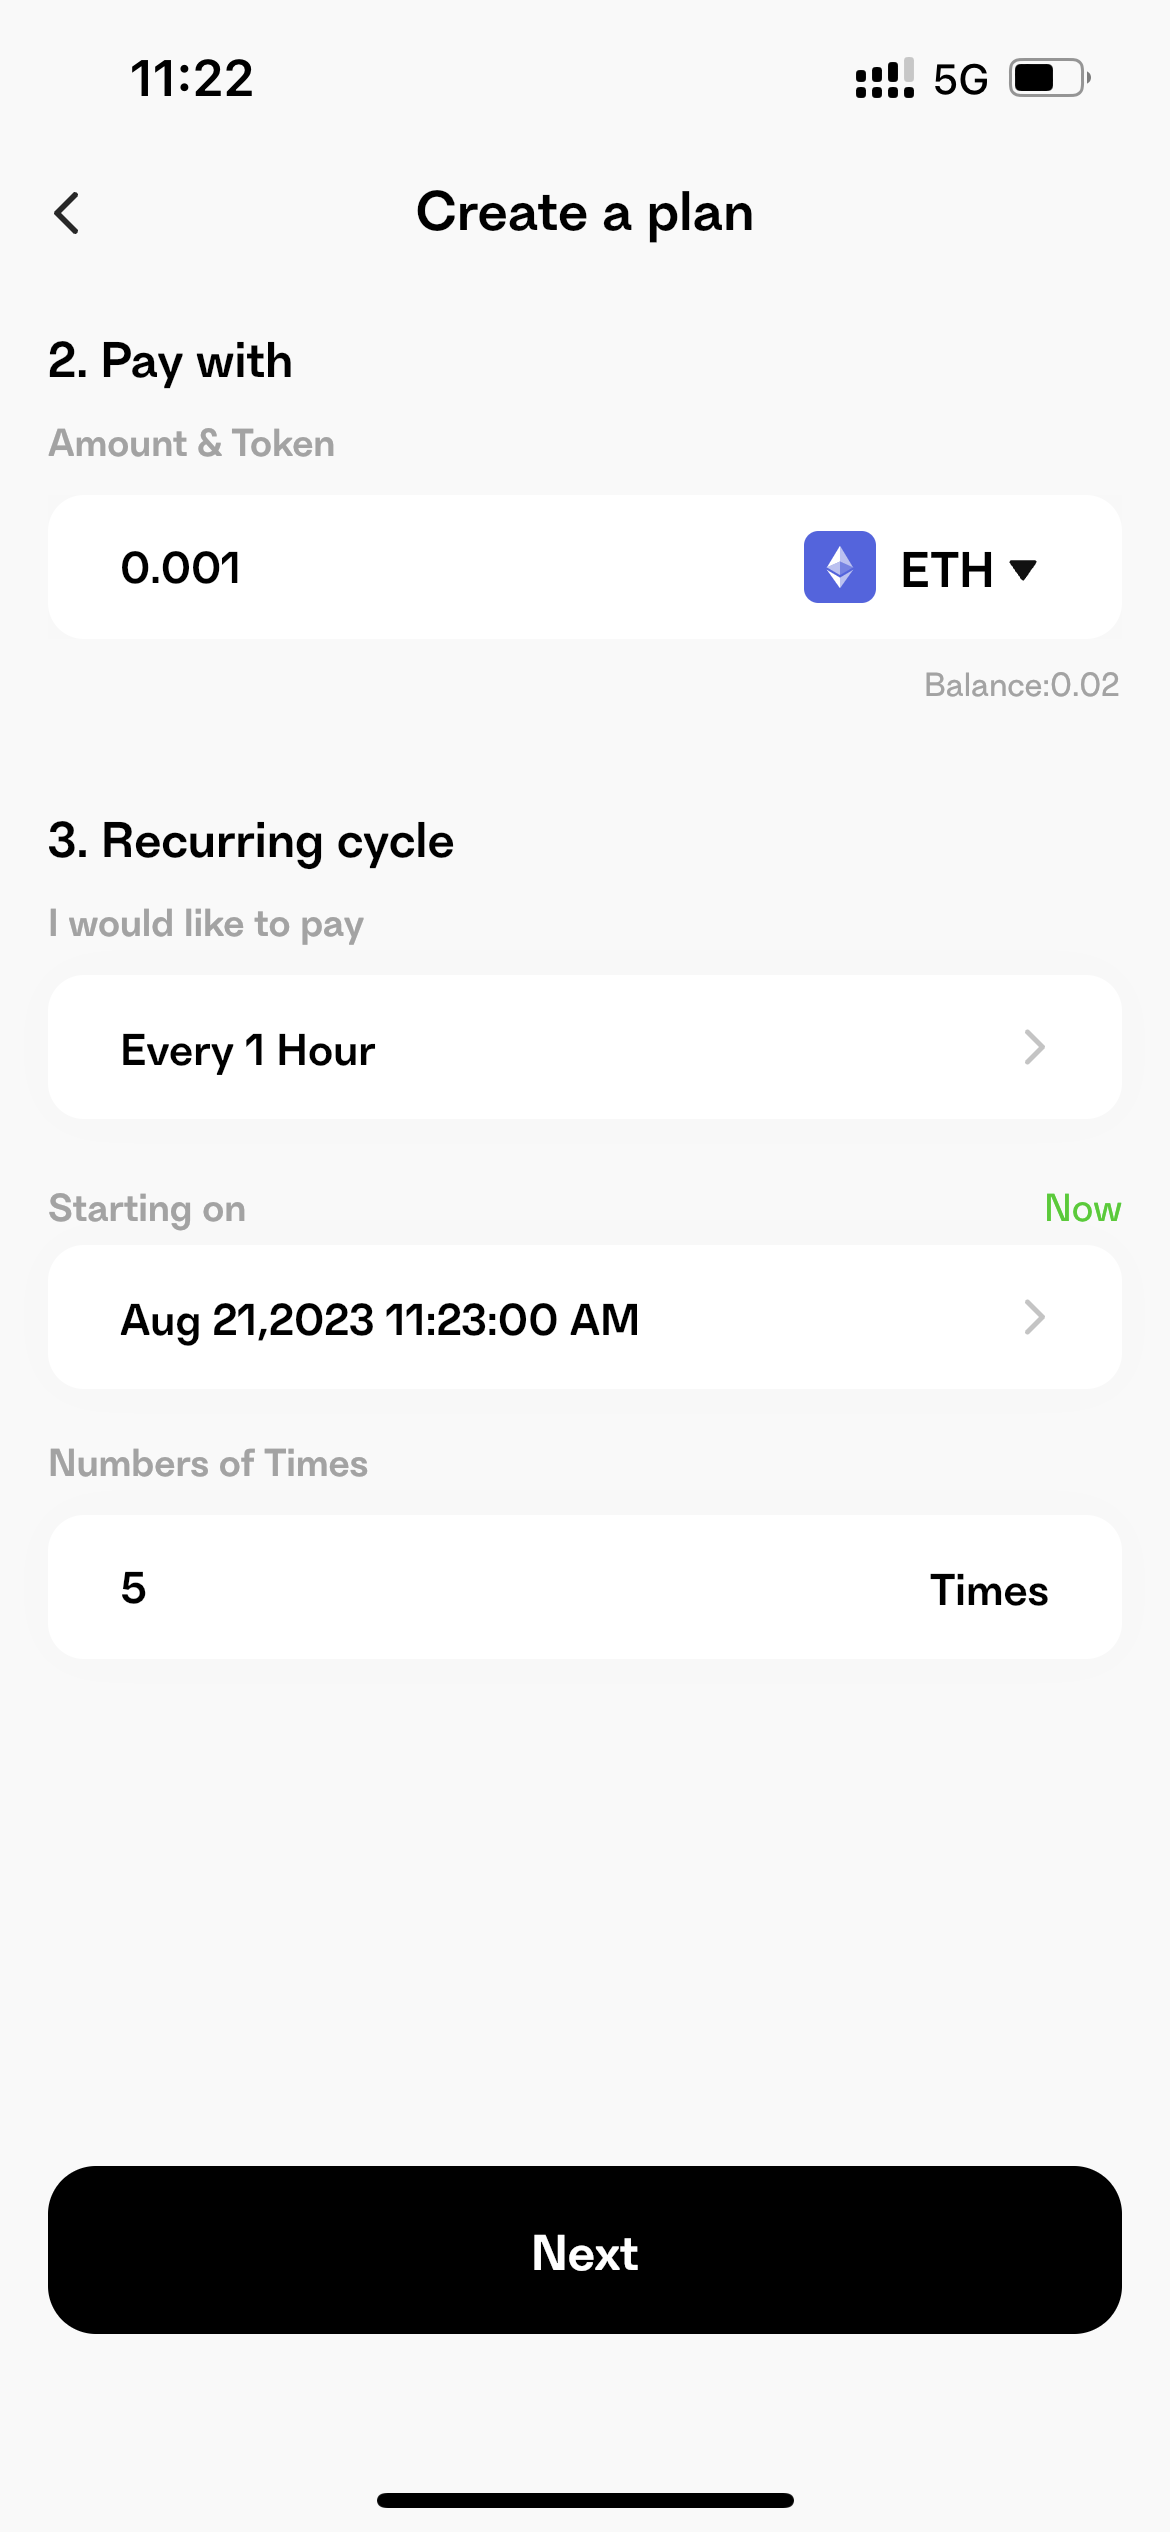 11:22
5G
Create a plan
2. Pay with
Amount & Token
0.001
ETH
Balance:0.02
3. Recurring cycle
I would like to pay
Every 1 Hour
Starting on
Now
Aug 21,2023 11:23:00 AM
Numbers of Times
5
Times
Next